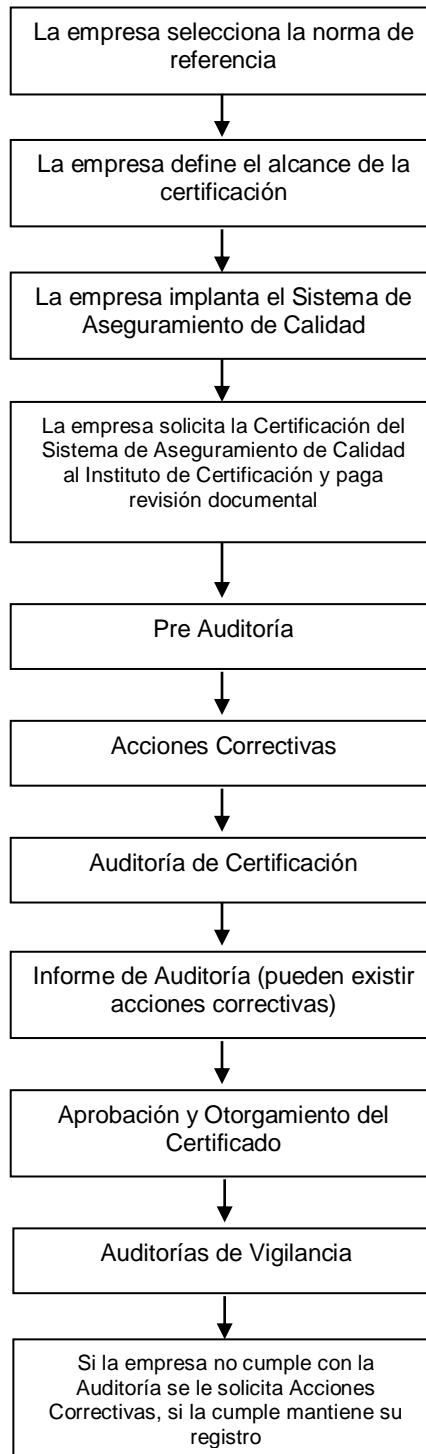 La empresa selecciona la norma de
referencia
La empresa define el alcance de la
certificación
La empresa implanta el Sistema de
Aseguramiento de Calidad
La empresa solicita la Certificación del
Sistema de Aseguramiento de Calidad
al Instituto de Certificación y paga
revisión documental
Pre Auditoría
Acciones Correctivas
Auditoría de Certificación
Informe de Auditoría (pueden existir
acciones correctivas)
Aprobación y Otorgamiento del
Certificado
Auditorías de Vigilancia
Si la empresa no cumple con la
Auditoría se le solicita Acciones
Correctivas, si la cumple mantiene su
registro